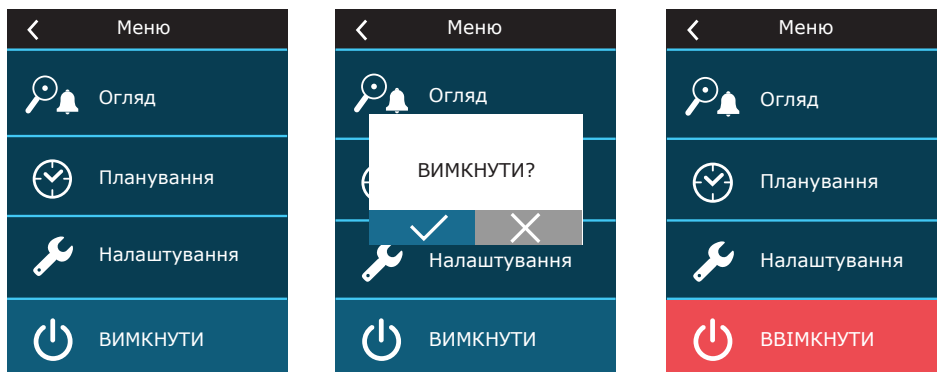 Меню
Огляд
Планування
Налаштування
ВИМКНУТИ
Меню
Огляд
ВИМКНУТИ?
Налаштування
ВИМКНУТИ
Меню
Огляд
Планування
Налаштування
ВВІМКНУТИ